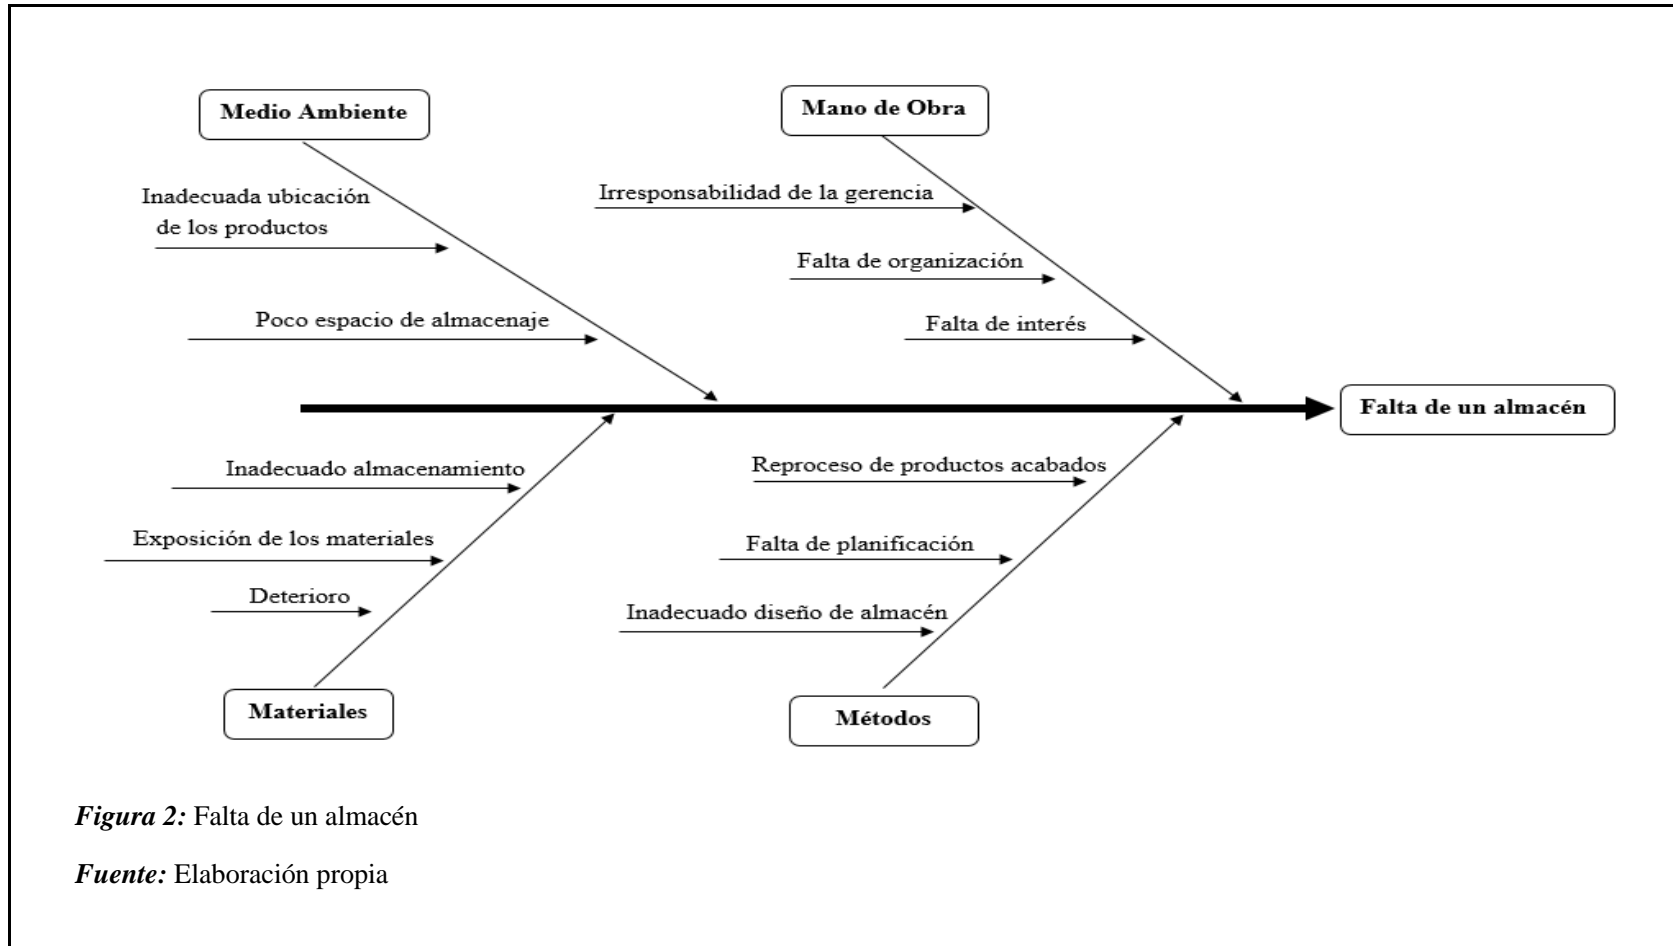 Medio Ambiente
Mano de Obra
Inadecuada ubicación
de los productos
Irresponsabilidad de la gerencia
Falta de organización
Poco espacio de almacenaje
Falta de interés
Falta de un almacén
Inadecuado almacenamiento
Reproceso de productos acabados
Exposición de los materiales
Falta de planificación
Deterioro
Inadecuado diseño de almacén
Materiales
Métodos
Figura 2: Falta de un almacén
Fuente: Elaboración propia